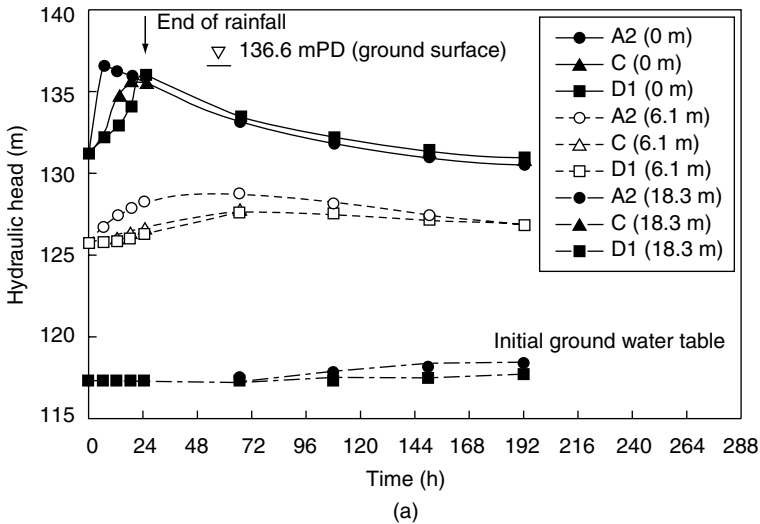 140
135
130
125
120
115
Hydraulic head (m)
End of rainfall
136.6 mPD (ground surface)
A2 (0 m)
C (0 m)
D1 (0 m)
A2 (6.1 m)
C (6.1 m)
D1 (6.1 m)
A2 (18.3 m)
C (18.3 m)
D1 (18.3 m)
Initial ground water table
0 24 48 72 96 120 144 168 192 216 240 264 288
Time (h)
(a)